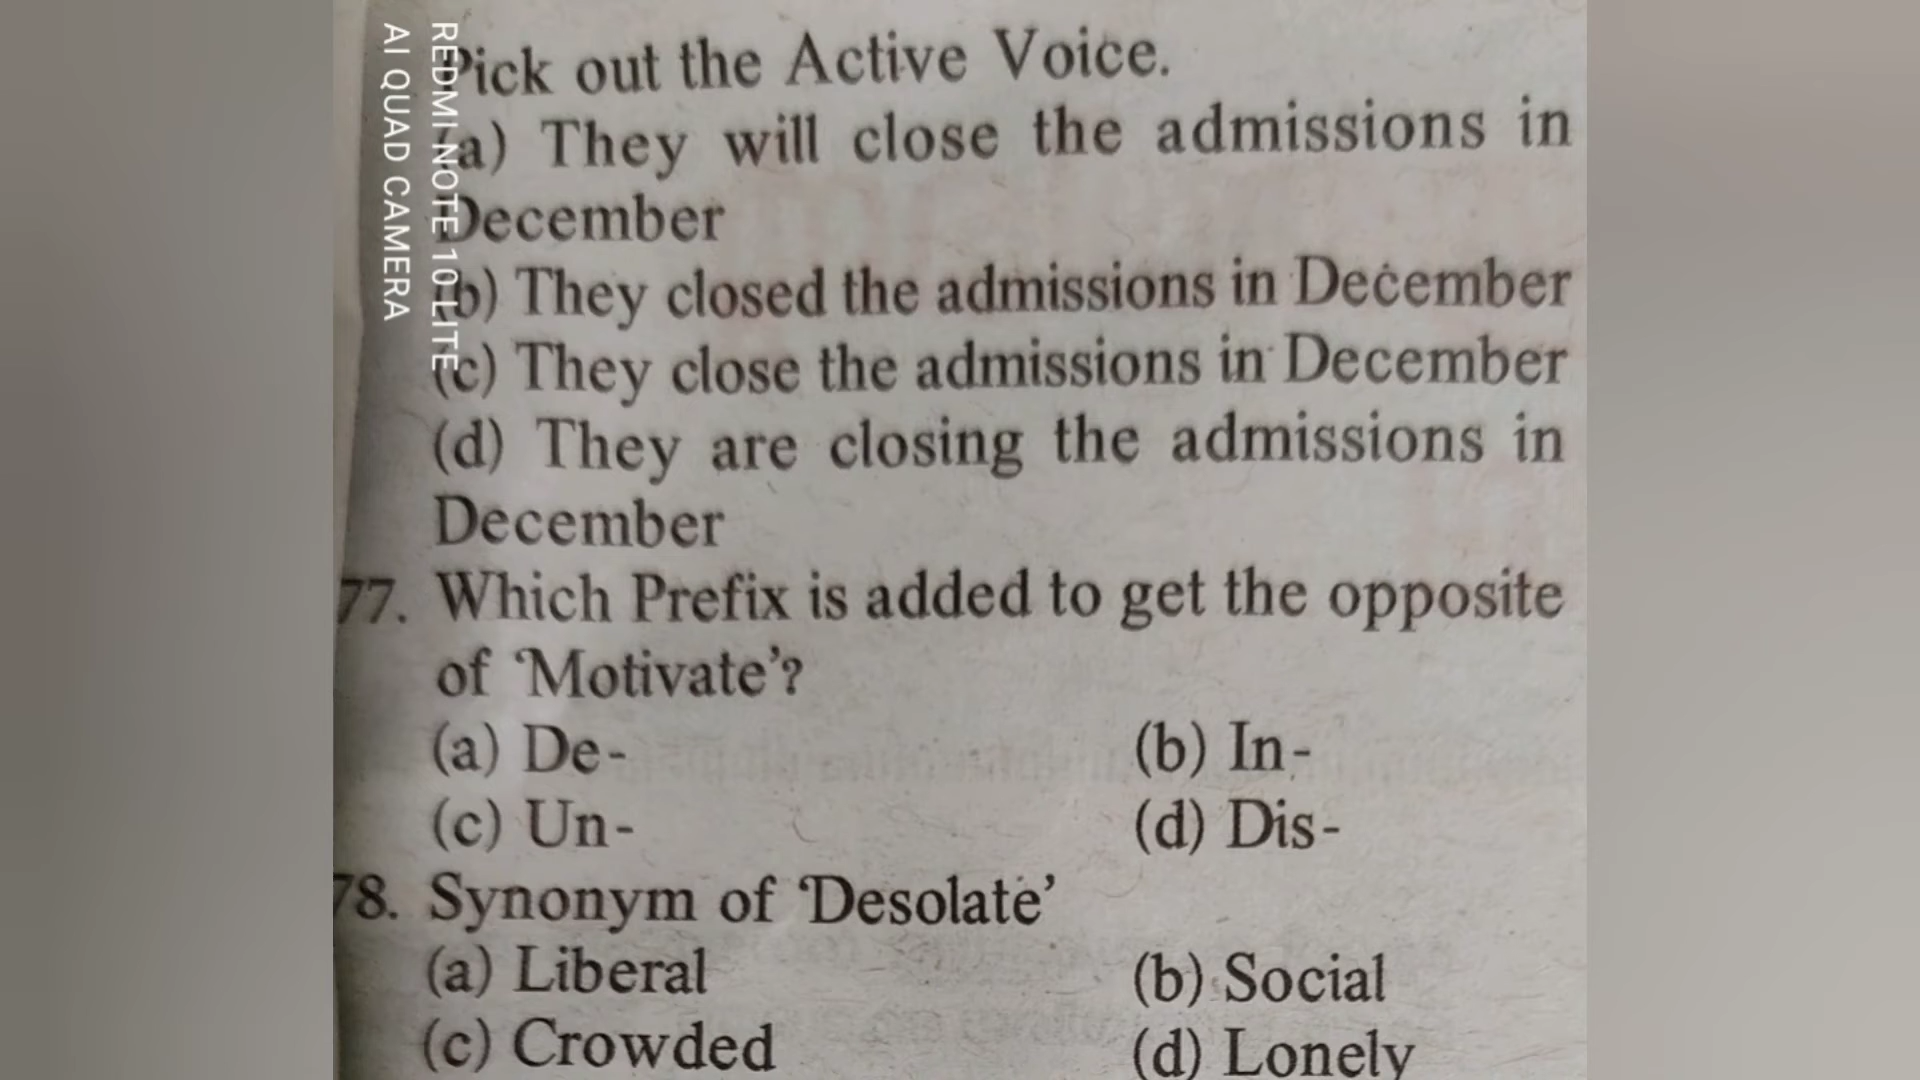 Pick out the Active Voice.
(a) They will close the admissions in
December
(b) They closed the admissions in December
(c) They close the admissions in December
(d) They are closing the admissions in
December
77. Which Prefix is added to get the opposite
of ‘Motivate’?
(a) De-
(b) In-
(c) Un-
(d) Dis-
78. Synonym of ‘Desolate’
(a) Liberal
(b) Social
(c) Crowded
(d) Lonely
REDMI NOTE 10 LITE
AI QUAD CAMERA